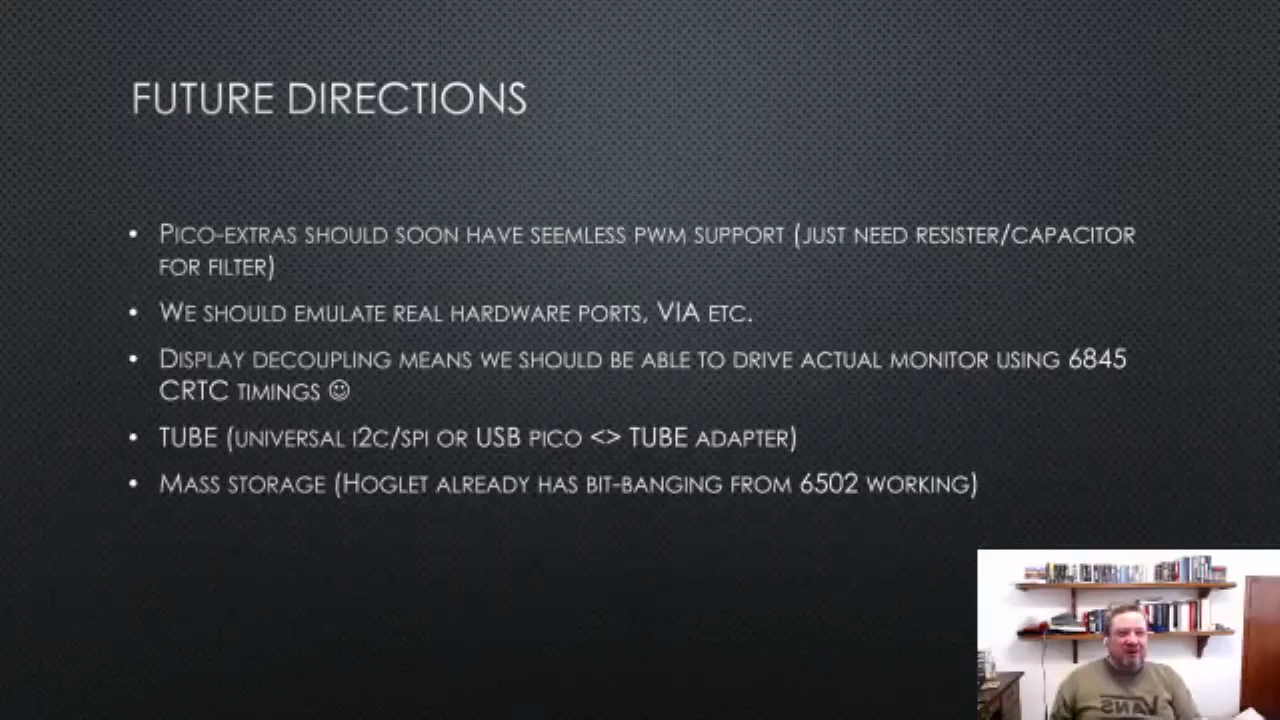 FUTURE DIRECTIONS
• PICO-EXTRAS SHOULD SOON HAVE SEEMLESS PWM SUPPORT (JUST NEED RESISTER/CAPACITOR
FOR FILTER)
• WE SHOULD EMULATE REAL HARDWARE PORTS, VIA ETC.
• DISPLAY DECOUPLING MEANS WE SHOULD BE ABLE TO DRIVE ACTUAL MONITOR USING 6845
CRTC TIMINGS ☺
• TUBE (UNIVERSAL I2C/SPI OR USB PICO <> TUBE ADAPTER)
• MASS STORAGE (HOGLET ALREADY HAS BIT-BANGING FROM 6502 WORKING)
VANS